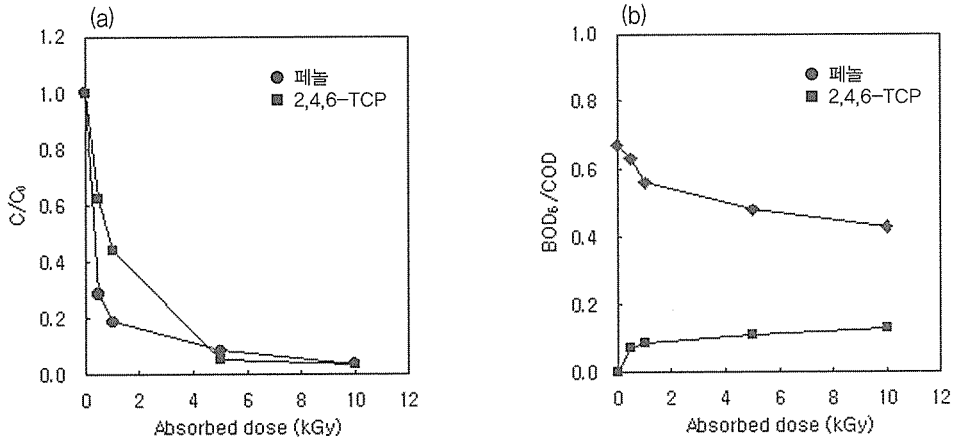 (a)
1.2
1.0
0.8
0.6
0.4
0.2
0.0
C/C₀
페놀
2,4,6-TCP
0 2 4 6 8 10 12
Absorbed dose (kGy)
(b)
1.0
0.8
0.6
0.4
0.2
0.0
BOD₆/COD
페놀
2,4,6-TCP
0 2 4 6 8 10 12
Absorbed dose (kGy)